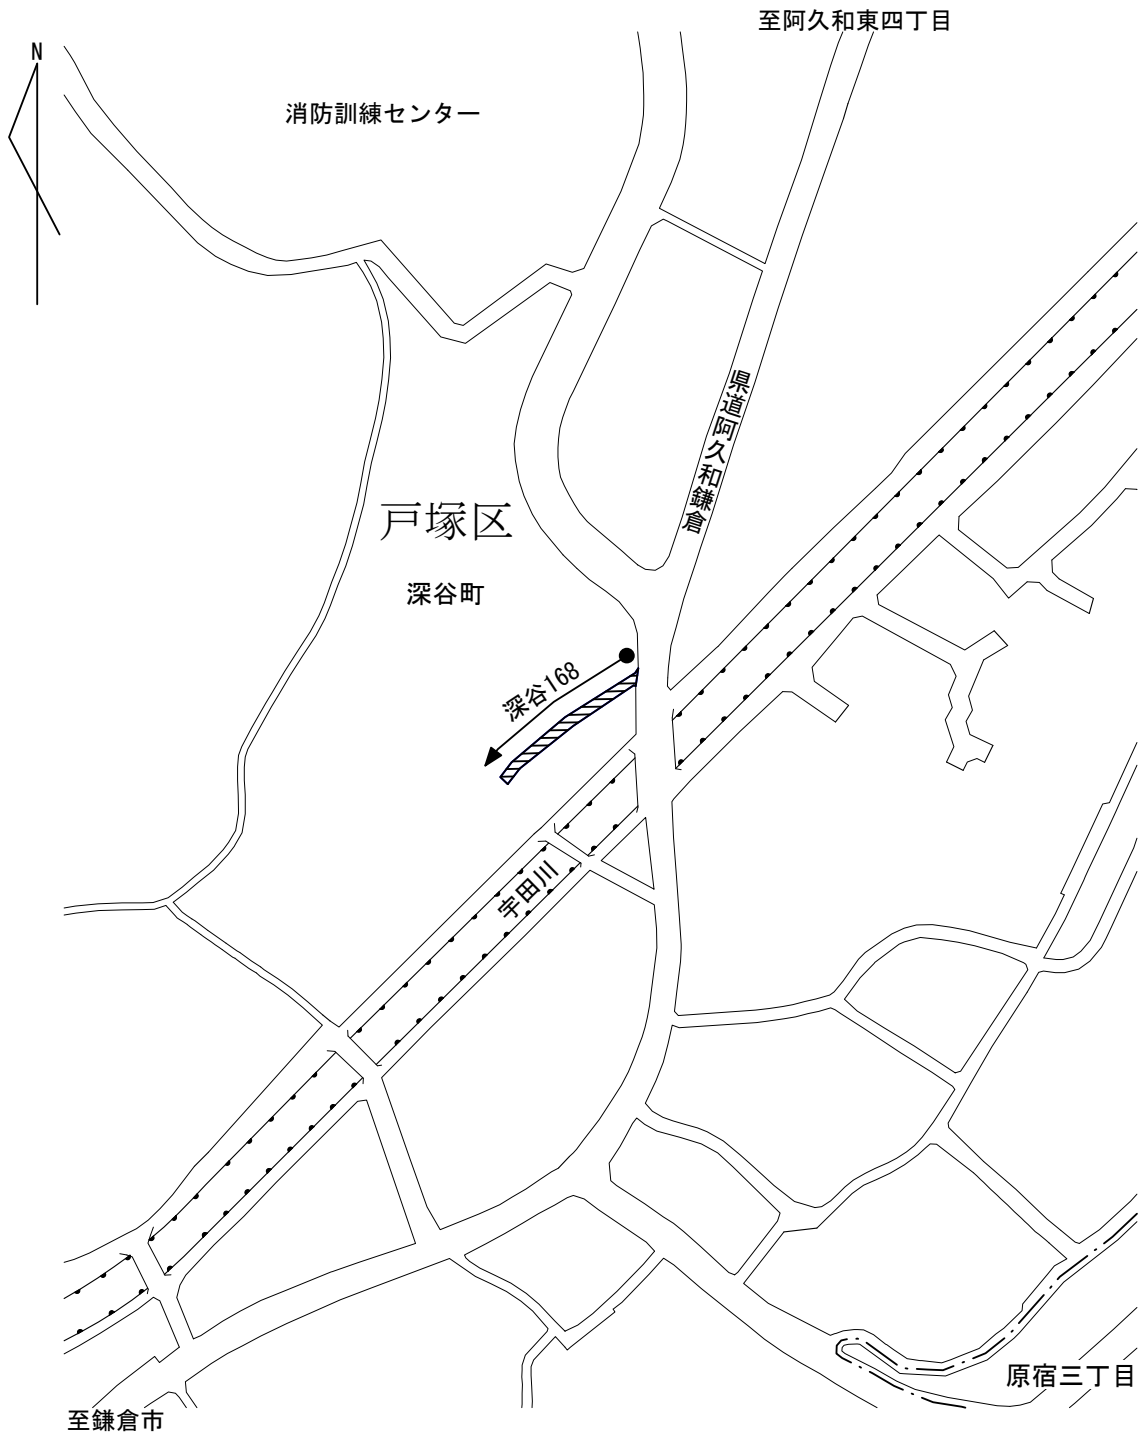 至阿久和東四丁目
N
消防訓練センター
県道阿久和鎌倉
戸塚区
深谷町
深谷168
宇田川
原宿三丁目
至鎌倉市